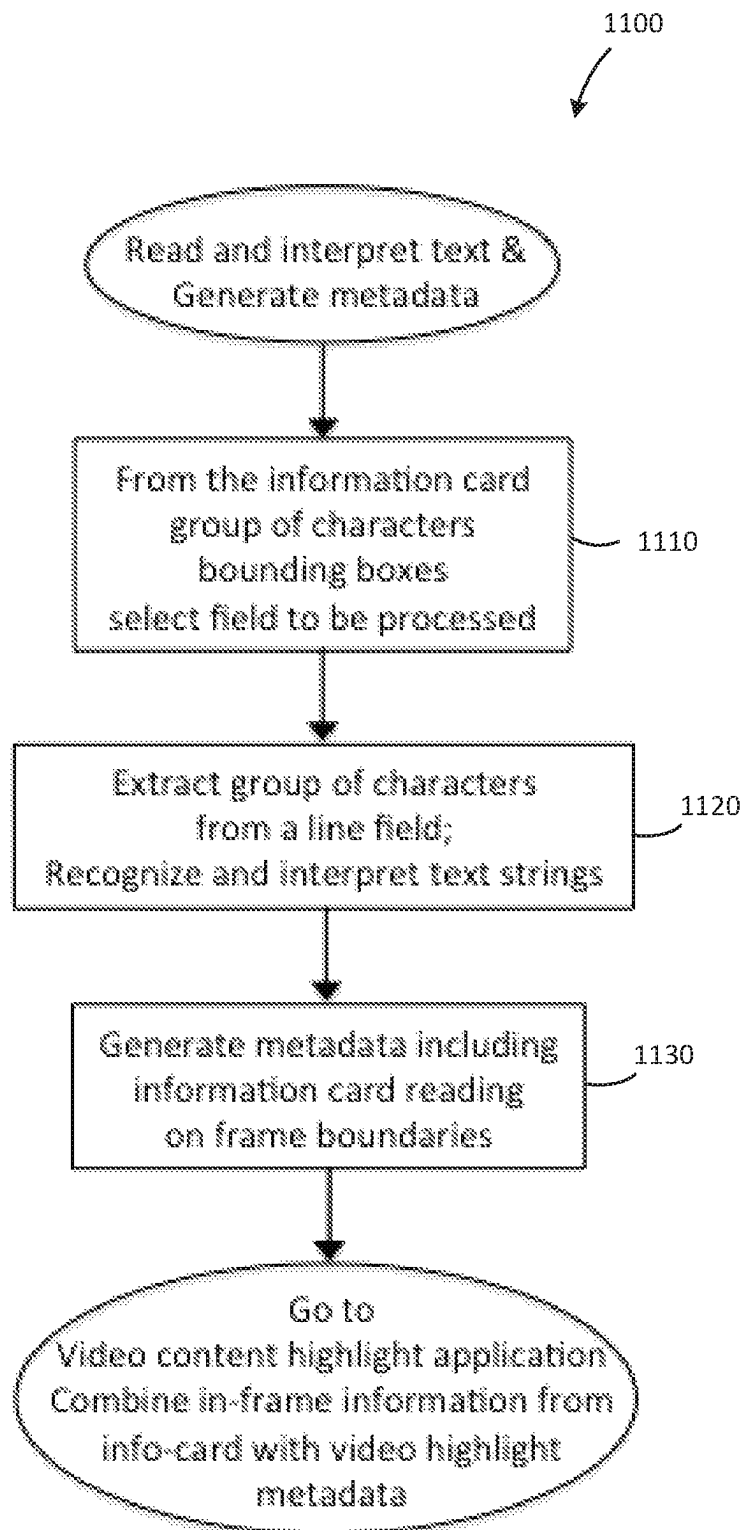 1100
Read and interpret text &
Generate metadata
From the information card
group of characters
bounding boxes
select field to be processed
1110
Extract group of characters
from a line field;
Recognize and interpret text strings
1120
Generate metadata including
information card reading
on frame boundaries
1130
Go to
Video content highlight application
Combine in-frame information from
info-card with video highlight
metadata